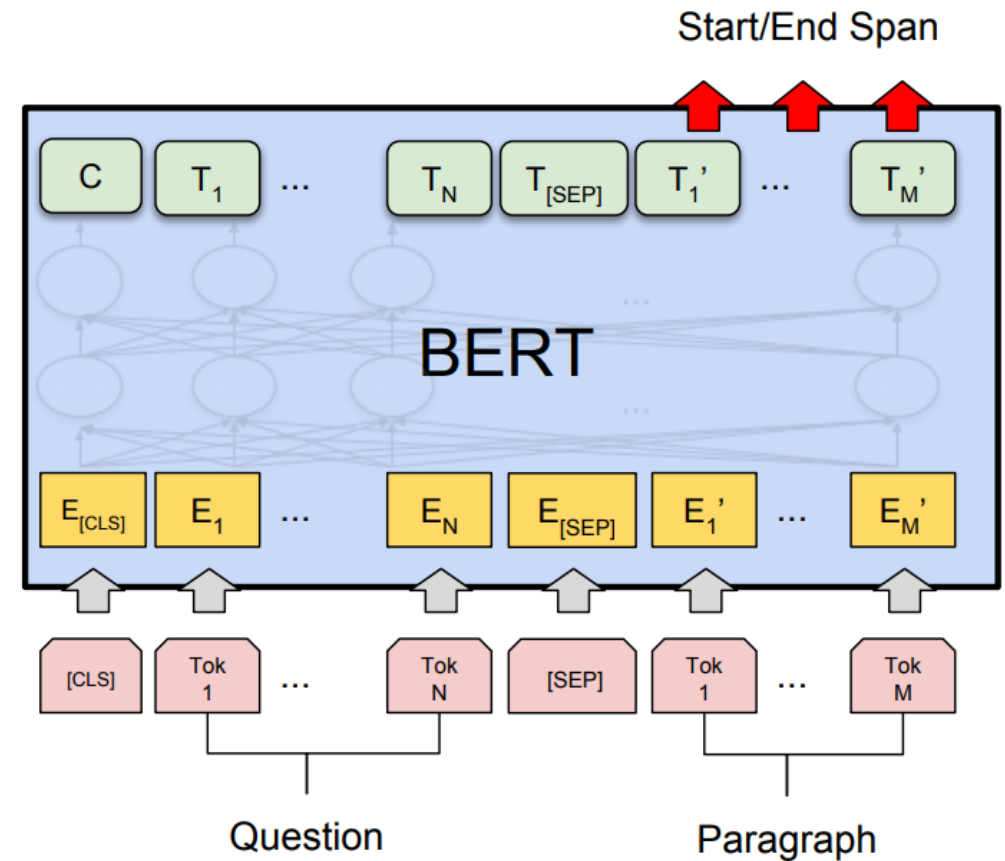 Start/End Span
C T1 ... TN T[SEP] T1’ ... TM’
...
BERT
...
E[CLS] E1 ... EN E[SEP] E1’ ... EM’
[CLS] Tok 1 ... Tok N [SEP] Tok 1 ... Tok M
Question Paragraph